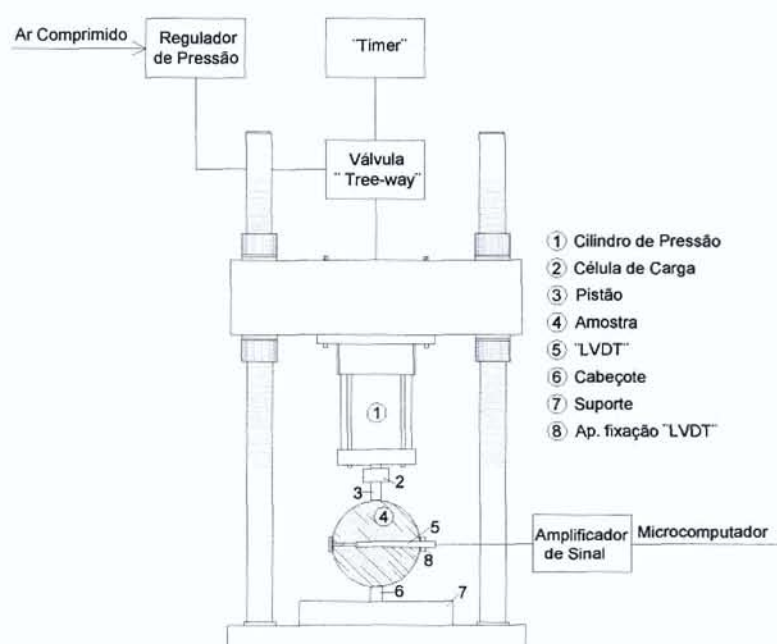 Ar Comprimido
Regulador
de Pressão
¨Timer¨
Válvula
¨ Tree-way¨
1 Cilindro de Pressão
2 Célula de Carga
3 Pistão
4 Amostra
5 ¨LVDT¨
6 Cabeçote
7 Suporte
8 Ap. fixação ¨LVDT¨
1
2
3
4
5
8
6
7
Amplificador
de Sinal
Microcomputador